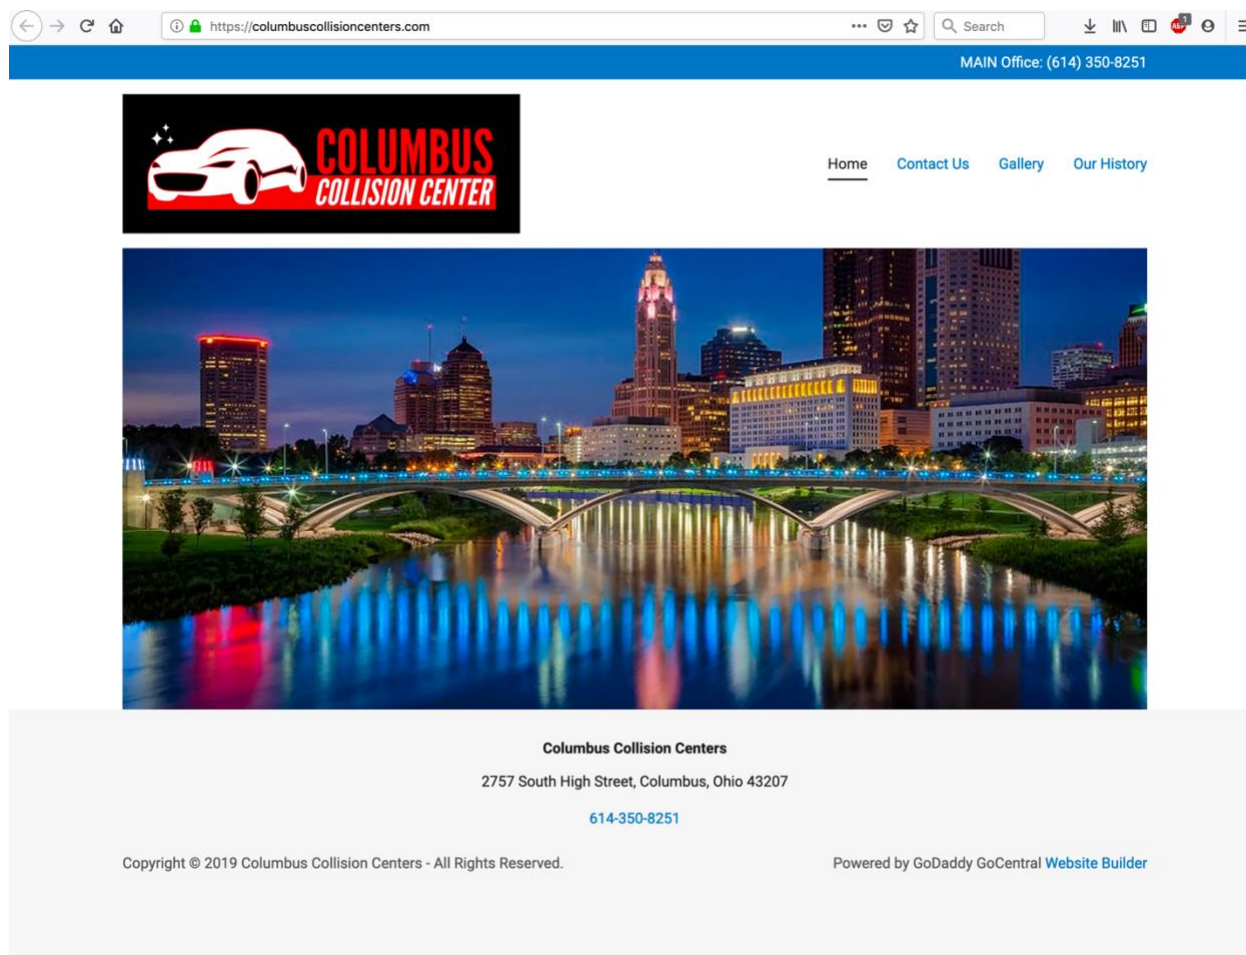 https://columbuscollisioncenters.com
Search
1
ABP
MAIN Office: (614) 350-8251
COLUMBUS
COLLISION CENTER
Home Contact Us Gallery Our History
Columbus Collision Centers
2757 South High Street, Columbus, Ohio 43207
614-350-8251
Copyright © 2019 Columbus Collision Centers - All Rights Reserved.
Powered by GoDaddy GoCentral Website Builder